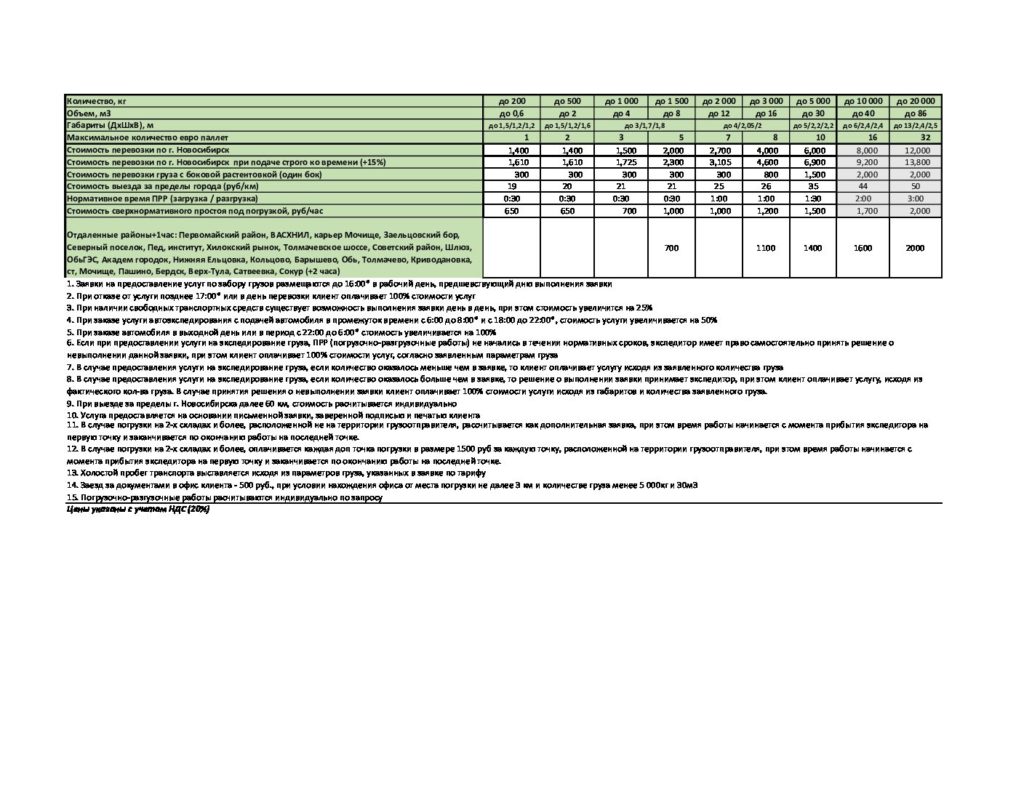 Количество, кг до 200 до 500 до 1 000 до 1 500 до 2 000 до 3 000 до 5 000 до 10 000 до 20 000
Объем, м3 до 0,6 до 2 до 4 до 8 до 12 до 16 до 30 до 40 до 86
Габариты (ДхШхВ), м до 1,5/1,2/1,2 до 1,5/1,2/1,6 до 3/1,7/1,8 до 4/2,05/2 до 5/2,2/2,2 до 6/2,4/2,4 до 13/2,4/2,5
Максимальное количество евро паллет 1 2 3 5 7 8 10 16 32
Стоимость перевозки по г. Новосибирск 1,400 1,400 1,500 2,000 2,700 4,000 6,000 8,000 12,000
Стоимость перевозки по г. Новосибирск при подаче строго ко времени (+15%) 1,610 1,610 1,725 2,300 3,105 4,600 6,900 9,200 13,800
Стоимость перевозки груза с боковой растентовкой (один бок) 300 300 300 300 300 800 1,500 2,000 2,000
Стоимость выезда за пределы города (руб/км) 19 20 21 21 25 26 35 44 50
Нормативное время ПРР (загрузка / разгрузка) 0:30 0:30 0:30 0:30 1:00 1:00 1:30 2:00 3:00
Стоимость сверхнормативного простоя под погрузкой, руб/час 650 650 700 1,000 1,000 1,200 1,500 1,700 2,000
Отдаленные районы+1час: Первомайский район, ВАСХНИЛ, карьер Мочище, Заельцовский бор,
Северный поселок, Пед. институт, Хилокский рынок, Толмачевское шоссе, Советский район, Шлюз, 700 1100 1400 1600 2000
ОбьГЭС, Академ городок, Нижняя Ельцовка, Кольцово, Барышево, Обь, Толмачево, Криводановка,
ст, Мочище, Пашино, Бердск, Верх-Тула, Сатвеевка, Сокур (+2 часа)
1. Заявки на предоставление услуг по забору грузов размещаются до 16:00* в рабочий день, предшевствующий дню выполнения заявки
2. При отказе от услуги позднее 17:00* или в день перевозки клиент оплачивает 100% стоимости услуг
3. При наличии свободных транспортных средств существует возможность выполнения заявки день в день, при этом стоимость увеличится на 25%
4. При заказе услуги автоэкспедирования с подачей автомобиля в промежуток времени с 6:00 до 8:00* и с 18:00 до 22:00*, стоимость услуги увеличивается на 50%
5. При заказе автомобиля в выходной день или в период с 22:00 до 6:00* стоимость увеличивается на 100%
6. Если при предоставлении услуги на экспедирование груза, ПРР (погрузочно-разгрузочные работы) не начались в течении нормативных сроков, экспедитор имеет право самостоятельно принять решение о
невыполнении данной заявки, при этом клиент оплачивает 100% стоимости услуг, согласно заявленным параметрам груза
7. В случае предоставления услуги на экспедирование груза, если количество оказалось меньше чем в заявке, то клиент оплачивает услугу исходя из заявленного количества груза
8. В случае предоставления услуги на экспедирование груза, если количество оказалось больше чем в заявке, то решение о выполнении заявки принимает экспедитор, при этом клиент оплачивает услугу, исходя из
фактического кол-ва груза. В случае принятия решения о невыполнении заявки клиент оплачивает 100% стоимости услуги исходя из габаритов и количества заявленного груза.
9. При выезде за пределы г. Новосибирска далее 60 км, стоимость расчитывается индивидуально
10. Услуга предоставляется на основании письменной заявки, заверенной подписью и печатью клиента
11. В случае погрузки на 2-х складах и более, расположенной не на территории грузоотправителя, рассчитывается как дополнительная заявка, при этом время работы начинается с момента прибытия экспедитора на
первую точку и заканчивается по окончанию работы на последней точке.
12. В случае погрузки на 2-х складах и более, оплачивается каждая доп точка погрузки в размере 1500 руб за каждую точку, расположенной на территории грузоотправителя, при этом время работы начинается с
момента прибытия экспедитора на первую точку и заканчивается по окончанию работы на последней точке.
13. Холостой пробег транспорта выставляется исходя из параметров груза, указанных в заявке по тарифу
14. Заезд за документами в офис клиента - 500 руб., при условии нахождения офиса от места погрузки не далее 3 км и количестве груза менее 5 000кг и 30м3
15. Погрузочно-разгрузочные работы расчитываются индивидуально по запросу
Цены указаны с учетом НДС (20%)